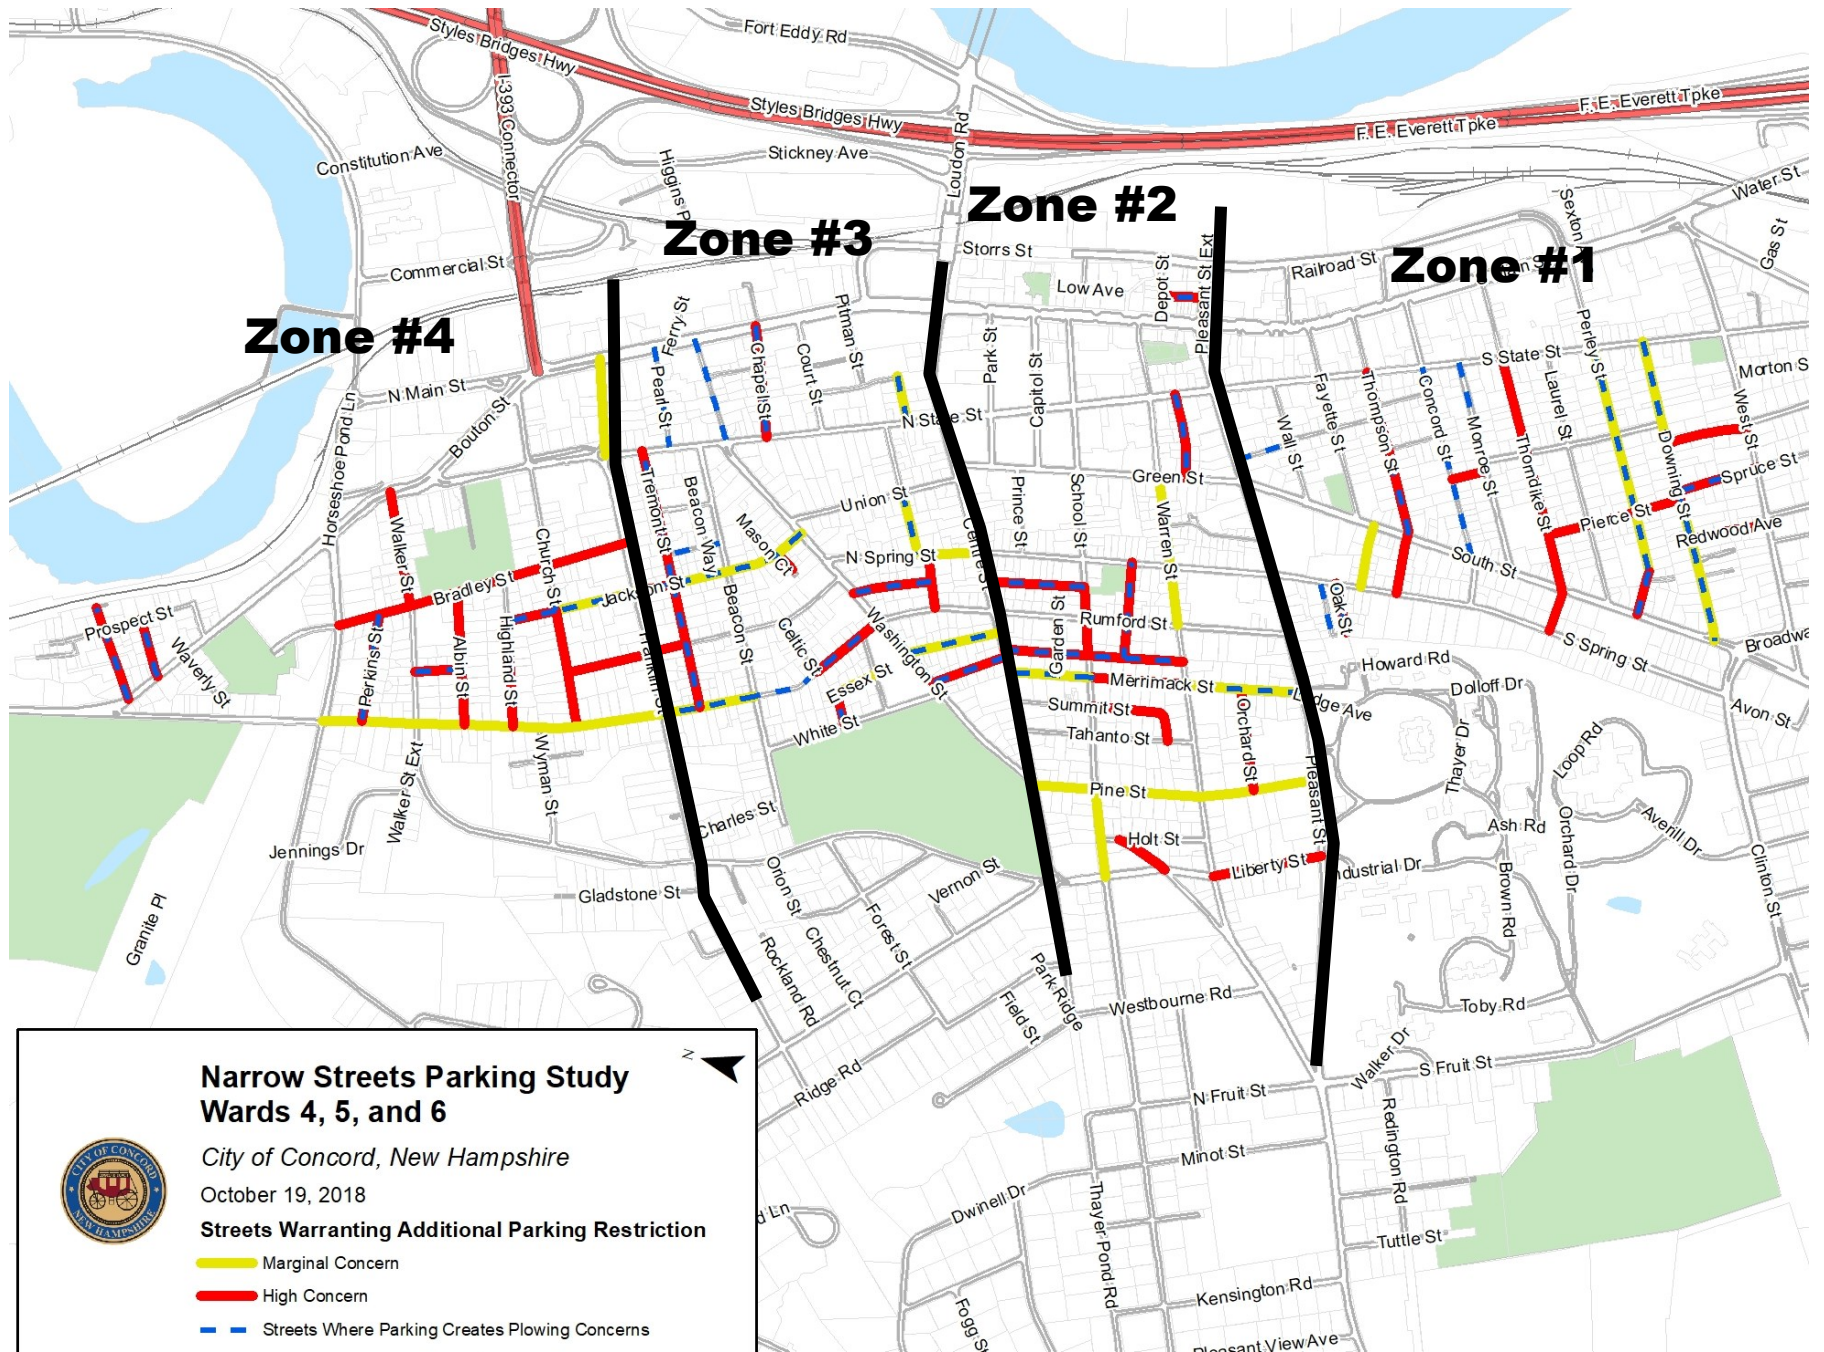 Fort Eddy Rd
Styles Bridges Hwy
I-393 Connector
Styles Bridges Hwy
F. E. Everett Tpke
F. E. Everett Tpke
Loudon Rd
Constitution Ave
Stickney Ave
Higgins Pl
Water St
Sexton A
Gas St
Zone #2
Zone #3
Zone #1
Zone #4
Storrs St
Commercial St
Low Ave
Depot St
Pleasant St Ext
Railroad St
Ferry St
Pitman St
Pearl St
Chapel St
Court St
Park St
Capitol St
Perley St
S State St
Morton S
N Main St
Bouton St
Horseshoe Pond Ln
N State St
Wall St
Fayette St
Thompson St
Concord St
Monroe St
Thorndike St
Laurel St
Downing St
West St
Spruce St
Pierce St
Redwood Ave
Green St
Union St
Tremont St
Beacon Way
Mason Ct
N Spring St
Centre St
Prince St
School St
Warren St
South St
Walker St
Church St
Bradley St
Jackson St
Beacon St
Celtic St
Washington St
Rumford St
Garden St
Oak St
Prospect St
Waverly St
Perkins St
Albin St
Highland St
Franklin St
Essex St
White St
Merrimack St
Summit St
Tahanto St
Orchard St
Lodge Ave
Howard Rd
Dolloff Dr
S Spring St
Broadwa
Avon St
Thayer Dr
Loop Rd
Walker St Ext
Wyman St
Charles St
Pine St
Pleasant St
Ash Rd
Orchard Dr
Averill Dr
Clinton St
Jennings Dr
Holt St
Liberty St
ndustrial Dr
Brown Rd
Granite Pl
Gladstone St
Orion St
Vernon St
Forest St
Chestnut Ct
Rockland Rd
Park Ridge
Field St
Westbourne Rd
Toby Rd
Walker Dr
S Fruit St
Ridge Rd
N Fruit St
Redington Rd
Minot St
Dwinell Dr
Thayer Pond Rd
d Ln
Tuttle St
Kensington Rd
Fogg St
Pleasant View Ave
N
Narrow Streets Parking Study
Wards 4, 5, and 6
City of Concord, New Hampshire
October 19, 2018
CITY OF CONCORD
NEW HAMPSHIRE
Streets Warranting Additional Parking Restriction
Marginal Concern
High Concern
Streets Where Parking Creates Plowing Concerns